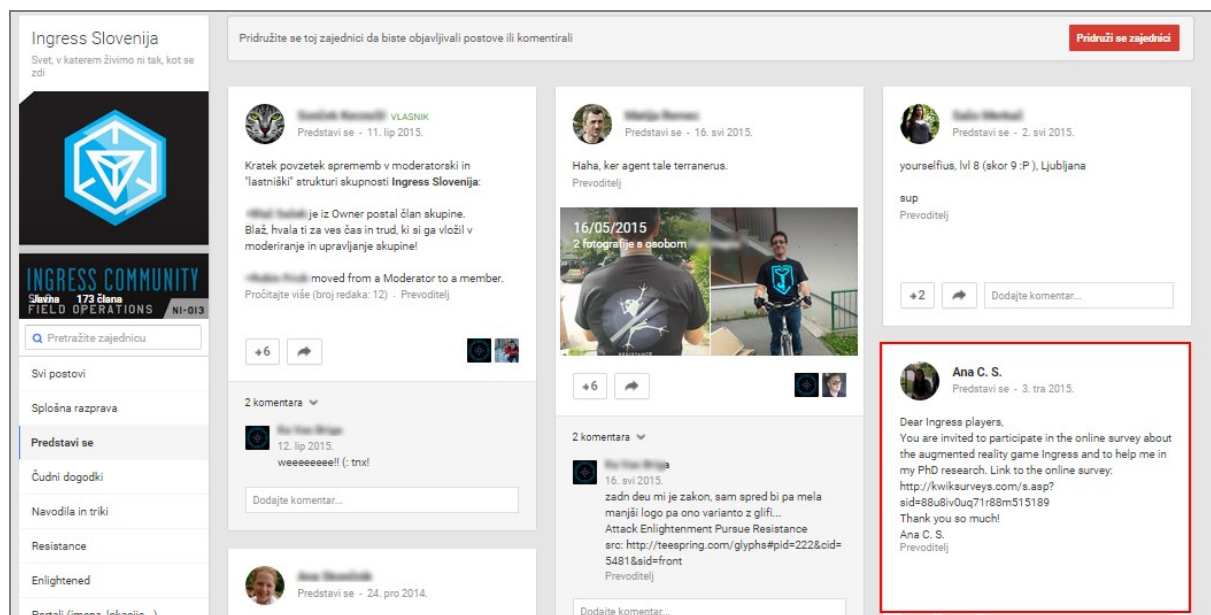 Ingress Slovenija
Svet, v katerem živimo ni tak, kot se
zdi
INGRESS COMMUNITY
173 člana
FIELD OPERATIONS NI-013
Pretražite zajednicu
Svi postovi
Splošna razprava
Predstavi se
Čudni dogodki
Navodila in triki
Resistance
Enlightened
Pridružite se toj zajednici da biste objavljivali postove ili komentirali
Pridruži se zajednici
VLASNIK
Predstavi se - 11. lip 2015.
Kratek povzetek sprememb v moderatorski in
"lastniški" strukturi skupnosti Ingress Slovenija:
je iz Owner postal član skupine.
Blaž, hvala ti za ves čas in trud, ki si ga vložil v
moderiranje in upravljanje skupine!
moved from a Moderator to a member.
Pročitajte više (broj redaka: 12) - Prevoditelj
+6
2 komentara
12. lip 2015.
weeeeeeee!! (: tnx!
Dodajte komentar...
Predstavi se - 24. pro 2014.
Predstavi se - 16. svi 2015.
Haha, ker agent tale terranerus.
Prevoditelj
16/05/2015
2 fotografije s osobom
RESISTANCE
+6
2 komentara
16. svi 2015.
zadn deu mi je zakon, sam spred bi pa mela
manjši logo pa ono varianto z glifi...
Attack Enlightenment Pursue Resistance
src: http://teespring.com/glyphs#pid=222&cid=
5481&sid=front
Prevoditelj
Dodajte komentar...
Predstavi se - 2. svi 2015.
yourselfius, lvl 8 (skor 9 :P ), Ljubljana
sup
Prevoditelj
+2
Dodajte komentar...
Ana C. S.
Predstavi se - 3. tra 2015.
Dear Ingress players,
You are invited to participate in the online survey about
the augmented reality game Ingress and to help me in
my PhD research. Link to the online survey:
http://kwiksurveys.com/s.asp?
sid=88u8iv0uq71r88m515189
Thank you so much!
Ana C. S.
Prevoditelj